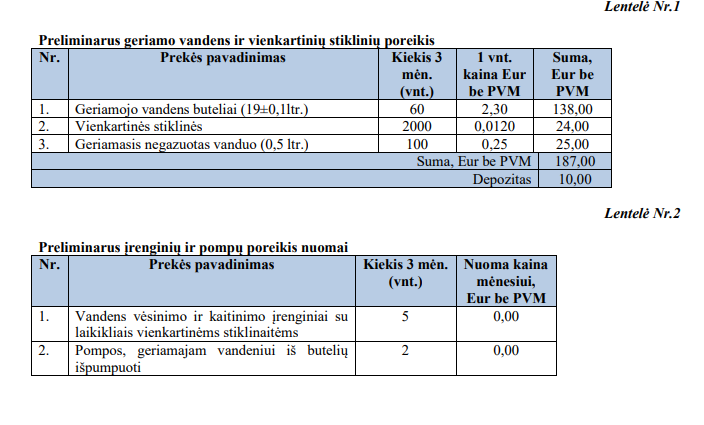 Lentelė Nr.1
Preliminarus geriamo vandens ir vienkartinių stiklinių poreikis
Nr. Prekės pavadinimas Kiekis 3 mėn. (vnt.) 1 vnt. kaina Eur be PVM Suma, Eur be PVM
1. Geriamojo vandens buteliai (19±0,1ltr.) 60 2,30 138,00
2. Vienkartinės stiklinės 2000 0,0120 24,00
3. Geriamasis negazuotas vanduo (0,5 ltr.) 100 0,25 25,00
Suma, Eur be PVM 187,00
Depozitas 10,00
Lentelė Nr.2
Preliminarus įrenginių ir pompų poreikis nuomai
Nr. Prekės pavadinimas Kiekis 3 mėn. (vnt.) Nuoma kaina mėnesiui, Eur be PVM
1. Vandens vėsinimo ir kaitinimo įrenginiai su laikikliais vienkartinėms stiklinaitėms 5 0,00
2. Pompos, geriamajam vandeniui iš butelių išpumpuoti 2 0,00